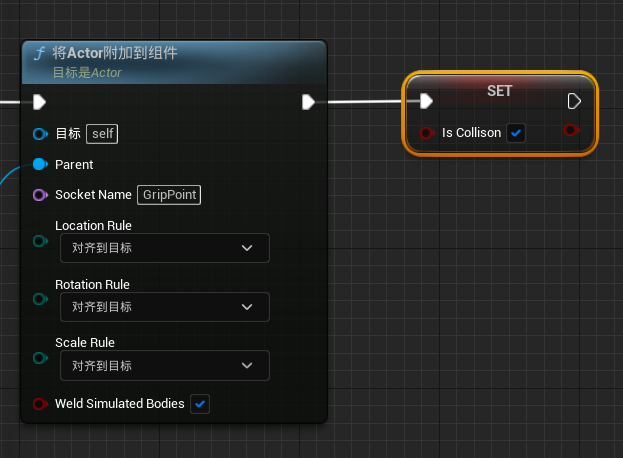 将Actor附加到组件
目标是Actor
目标 self
Parent
Socket Name GripPoint
Location Rule
对齐到目标
Rotation Rule
对齐到目标
Scale Rule
对齐到目标
Weld Simulated Bodies
SET
Is Collison